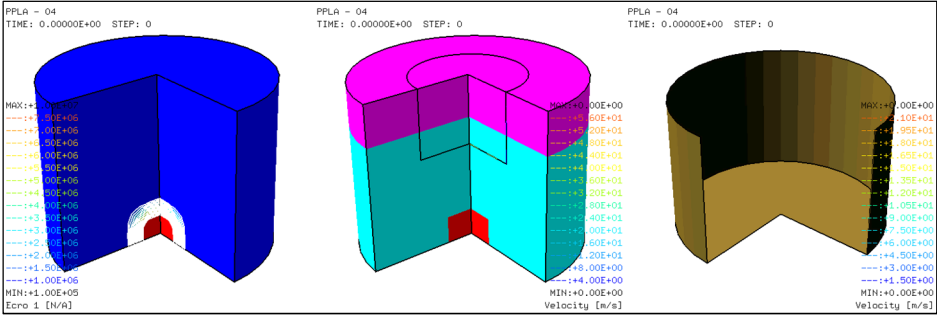 PPLA - 04
TIME: 0.00000E+00 STEP: 0
---:+7.50E+06
---:+7.00E+06
---:+6.50E+06
---:+6.00E+06
---:+5.50E+06
---:+5.00E+06
---:+4.50E+06
---:+4.00E+06
---:+3.50E+06
---:+3.00E+06
---:+2.50E+06
---:+2.00E+06
---:+1.50E+06
---:+1.00E+06
MIN:+1.00E+05
Ecro 1 [N/A]
PPLA - 04
TIME: 0.00000E+00 STEP: 0
MAX:+0.00E+00
---:+5.60E+01
---:+5.20E+01
---:+4.80E+01
---:+4.40E+01
---:+4.00E+01
---:+3.60E+01
---:+3.20E+01
---:+2.80E+01
---:+2.40E+01
---:+2.00E+01
---:+1.60E+01
---:+1.20E+01
---:+8.00E+00
---:+4.00E+00
MIN:+0.00E+00
Velocity [m/s]
PPLA - 04
TIME: 0.00000E+00 STEP: 0
MAX:+0.00E+00
---:+2.10E+01
---:+1.95E+01
---:+1.80E+01
---:+1.65E+01
---:+1.50E+01
---:+1.35E+01
---:+1.20E+01
---:+1.05E+01
---:+9.00E+00
---:+7.50E+00
---:+6.00E+00
---:+4.50E+00
---:+3.00E+00
---:+1.50E+00
MIN:+0.00E+00
Velocity [m/s]